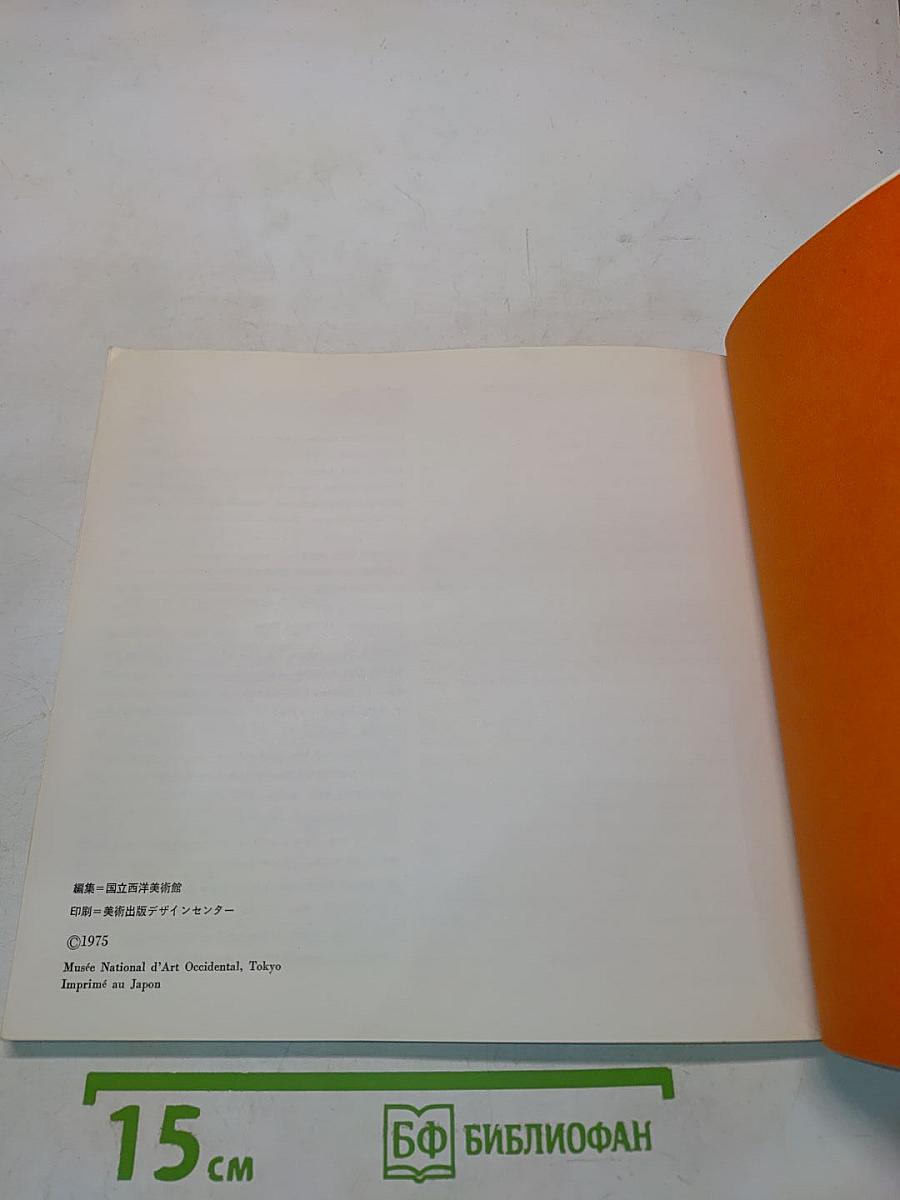 編集＝国立西洋美術館
印刷＝美術出版デザインセンター
©1975
Musée National d'Art Occidental, Tokyo
Imprimé au Japon
15 см
БФ БИБЛИОФАН